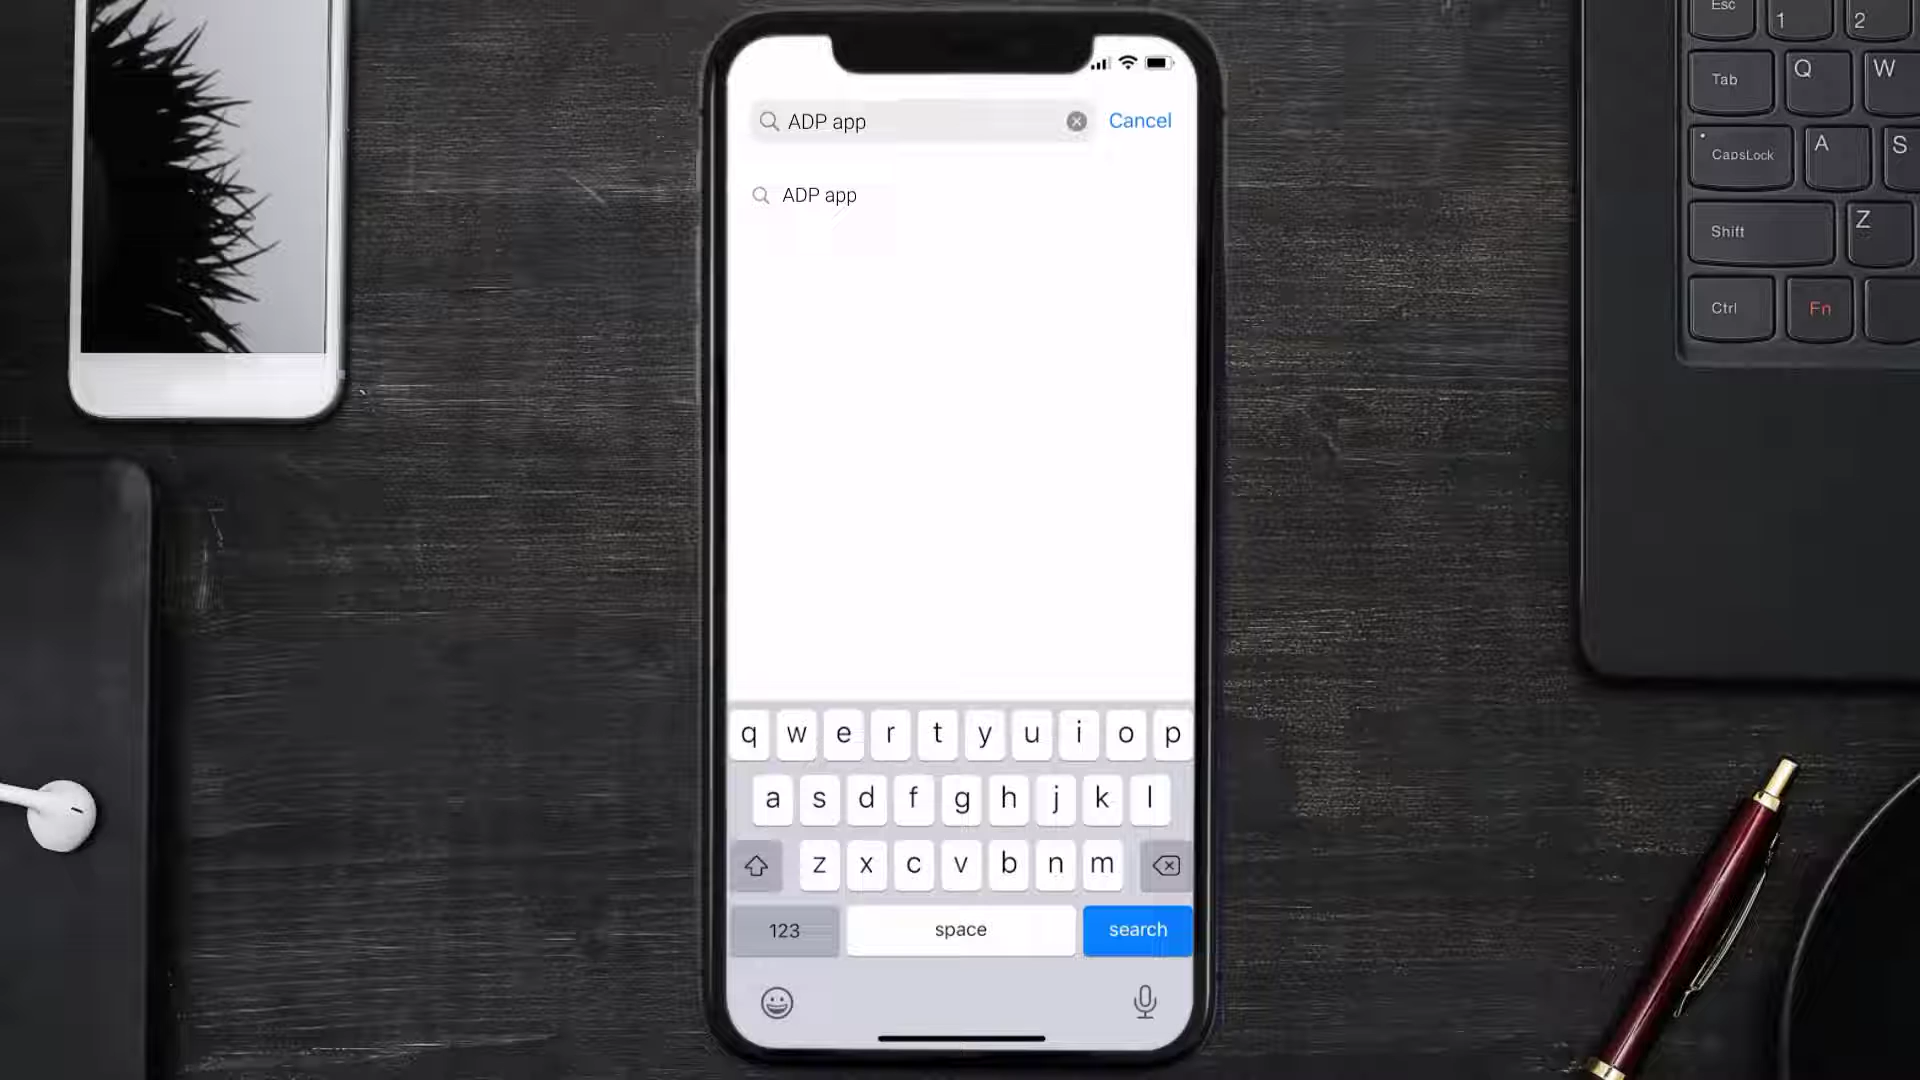 ADP app
Cancel
ADP app
q w e r t y u i o p
a s d f g h j k l
z x c v b n m
123 space search
Esc 1 2
Tab Q W
CapsLock A S
Shift Z
Ctrl Fn